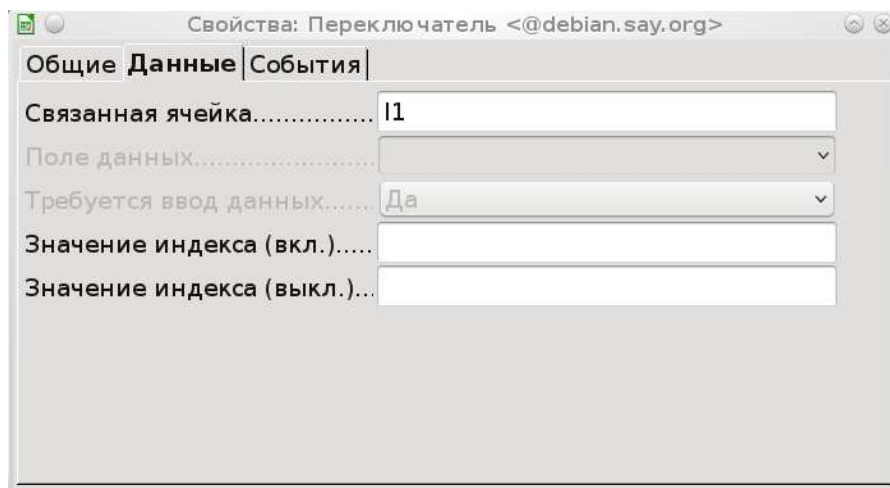 Свойства: Переключатель <@debian.say.org>
Общие Данные События
Связанная ячейка................ I1
Поле данных.......................
Требуется ввод данных....... Да
Значение индекса (вкл.).....
Значение индекса (выкл.)...